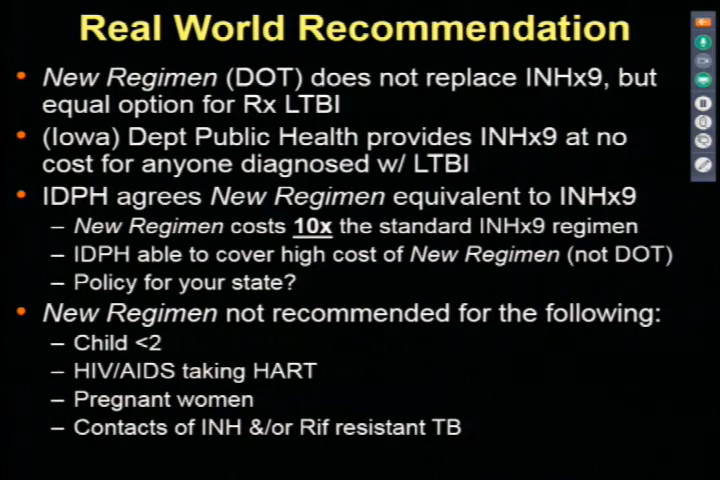 Real World Recommendation
• New Regimen (DOT) does not replace INHx9, but
equal option for Rx LTBI
• (Iowa) Dept Public Health provides INHx9 at no
cost for anyone diagnosed w/ LTBI
• IDPH agrees New Regimen equivalent to INHx9
– New Regimen costs 10x the standard INHx9 regimen
– IDPH able to cover high cost of New Regimen (not DOT)
– Policy for your state?
• New Regimen not recommended for the following:
– Child <2
– HIV/AIDS taking HART
– Pregnant women
– Contacts of INH &/or Rif resistant TB